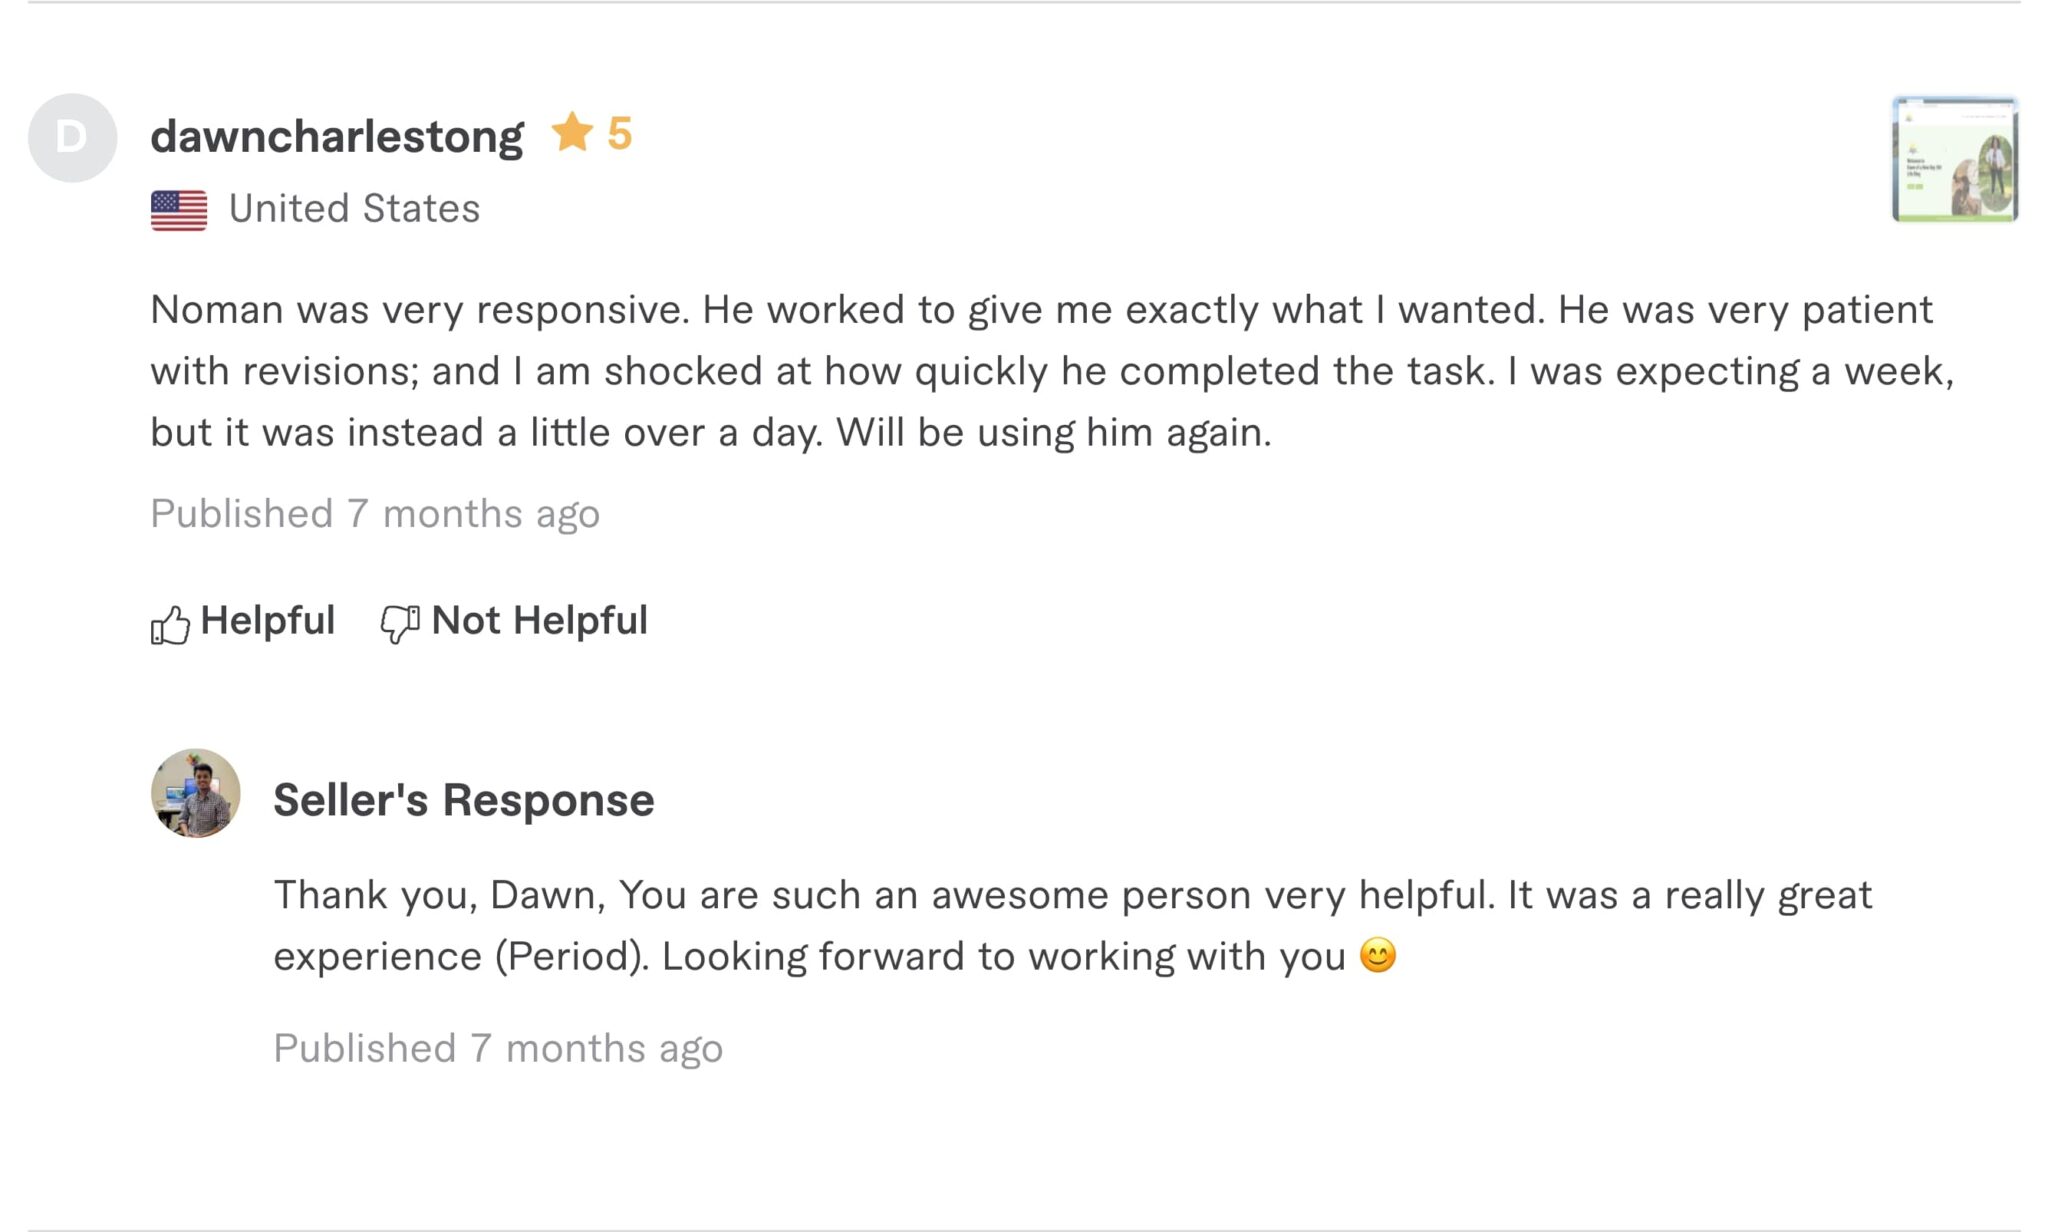 D
dawncharlestong 5
United States
Noman was very responsive. He worked to give me exactly what I wanted. He was very patient
with revisions; and I am shocked at how quickly he completed the task. I was expecting a week,
but it was instead a little over a day. Will be using him again.
Published 7 months ago
Helpful Not Helpful
Seller's Response
Thank you, Dawn, You are such an awesome person very helpful. It was a really great
experience (Period). Looking forward to working with you 😊
Published 7 months ago